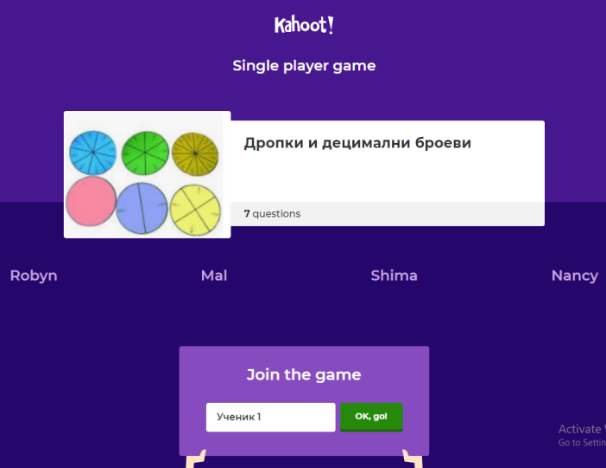 Kahoot!
Single player game
Дропки и децимални броеви
7 questions
Robyn Mal Shima Nancy
Join the game
Ученик 1 OK, go!
Activate
Go to Settin